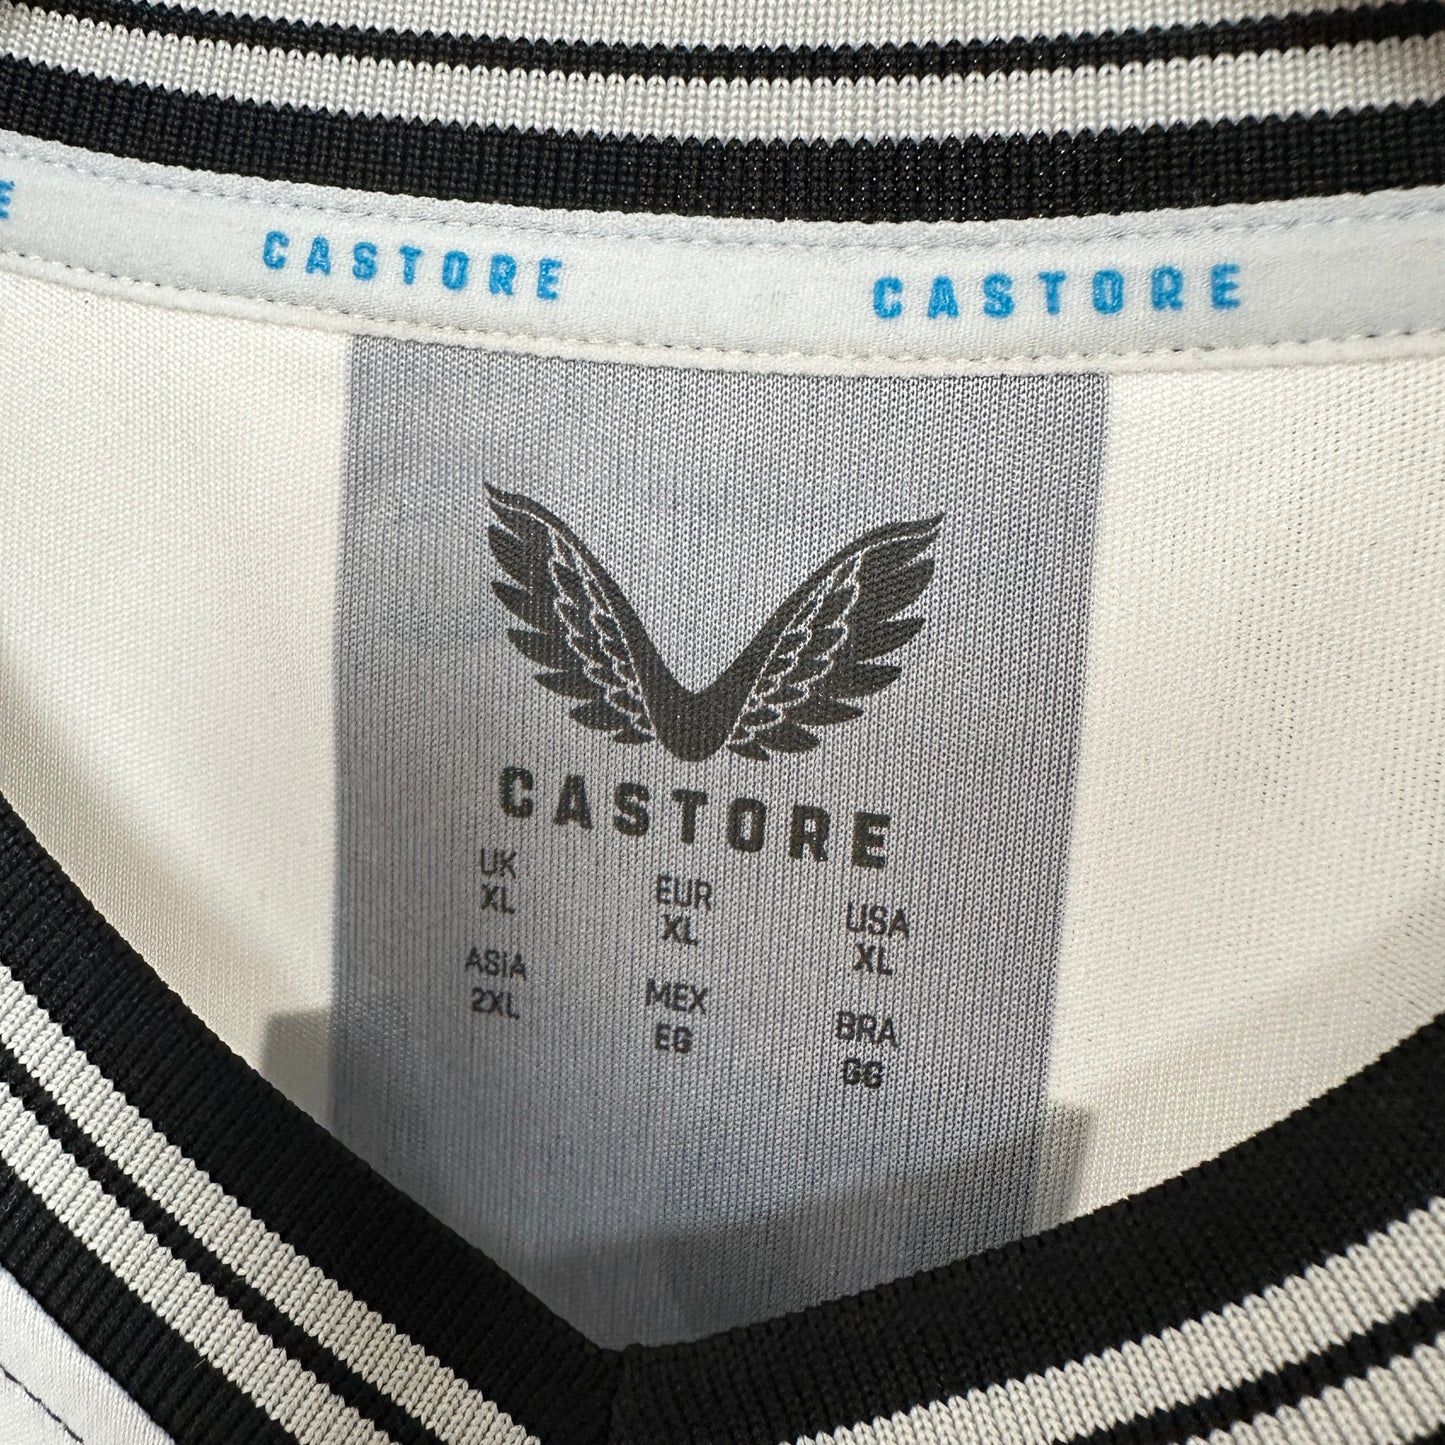 CASTORE CASTORE
CASTORE
UK EUR USA
XL XL XL
ASIA MEX BRA
2XL EG GG